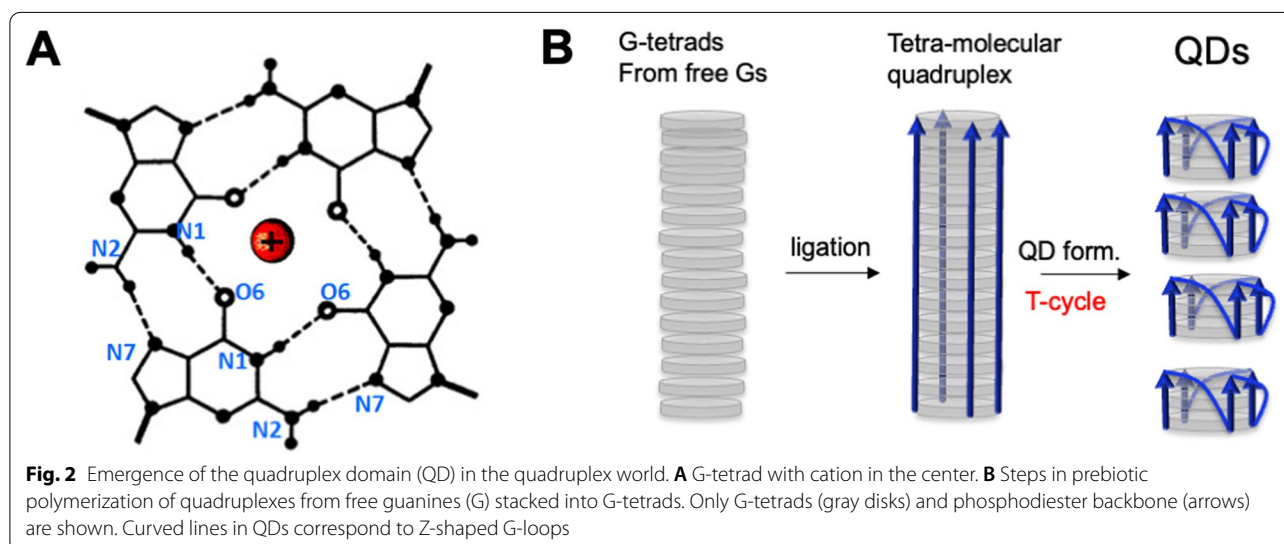 A
N2
N1
O6
O6
N7
N1
N2
N7
B
G-tetrads
From free Gs
ligation
Tetra-molecular
quadruplex
QD form.
T-cycle
QDs
Fig. 2 Emergence of the quadruplex domain (QD) in the quadruplex world. A G-tetrad with cation in the center. B Steps in prebiotic
polymerization of quadruplexes from free guanines (G) stacked into G-tetrads. Only G-tetrads (gray disks) and phosphodiester backbone (arrows)
are shown. Curved lines in QDs correspond to Z-shaped G-loops